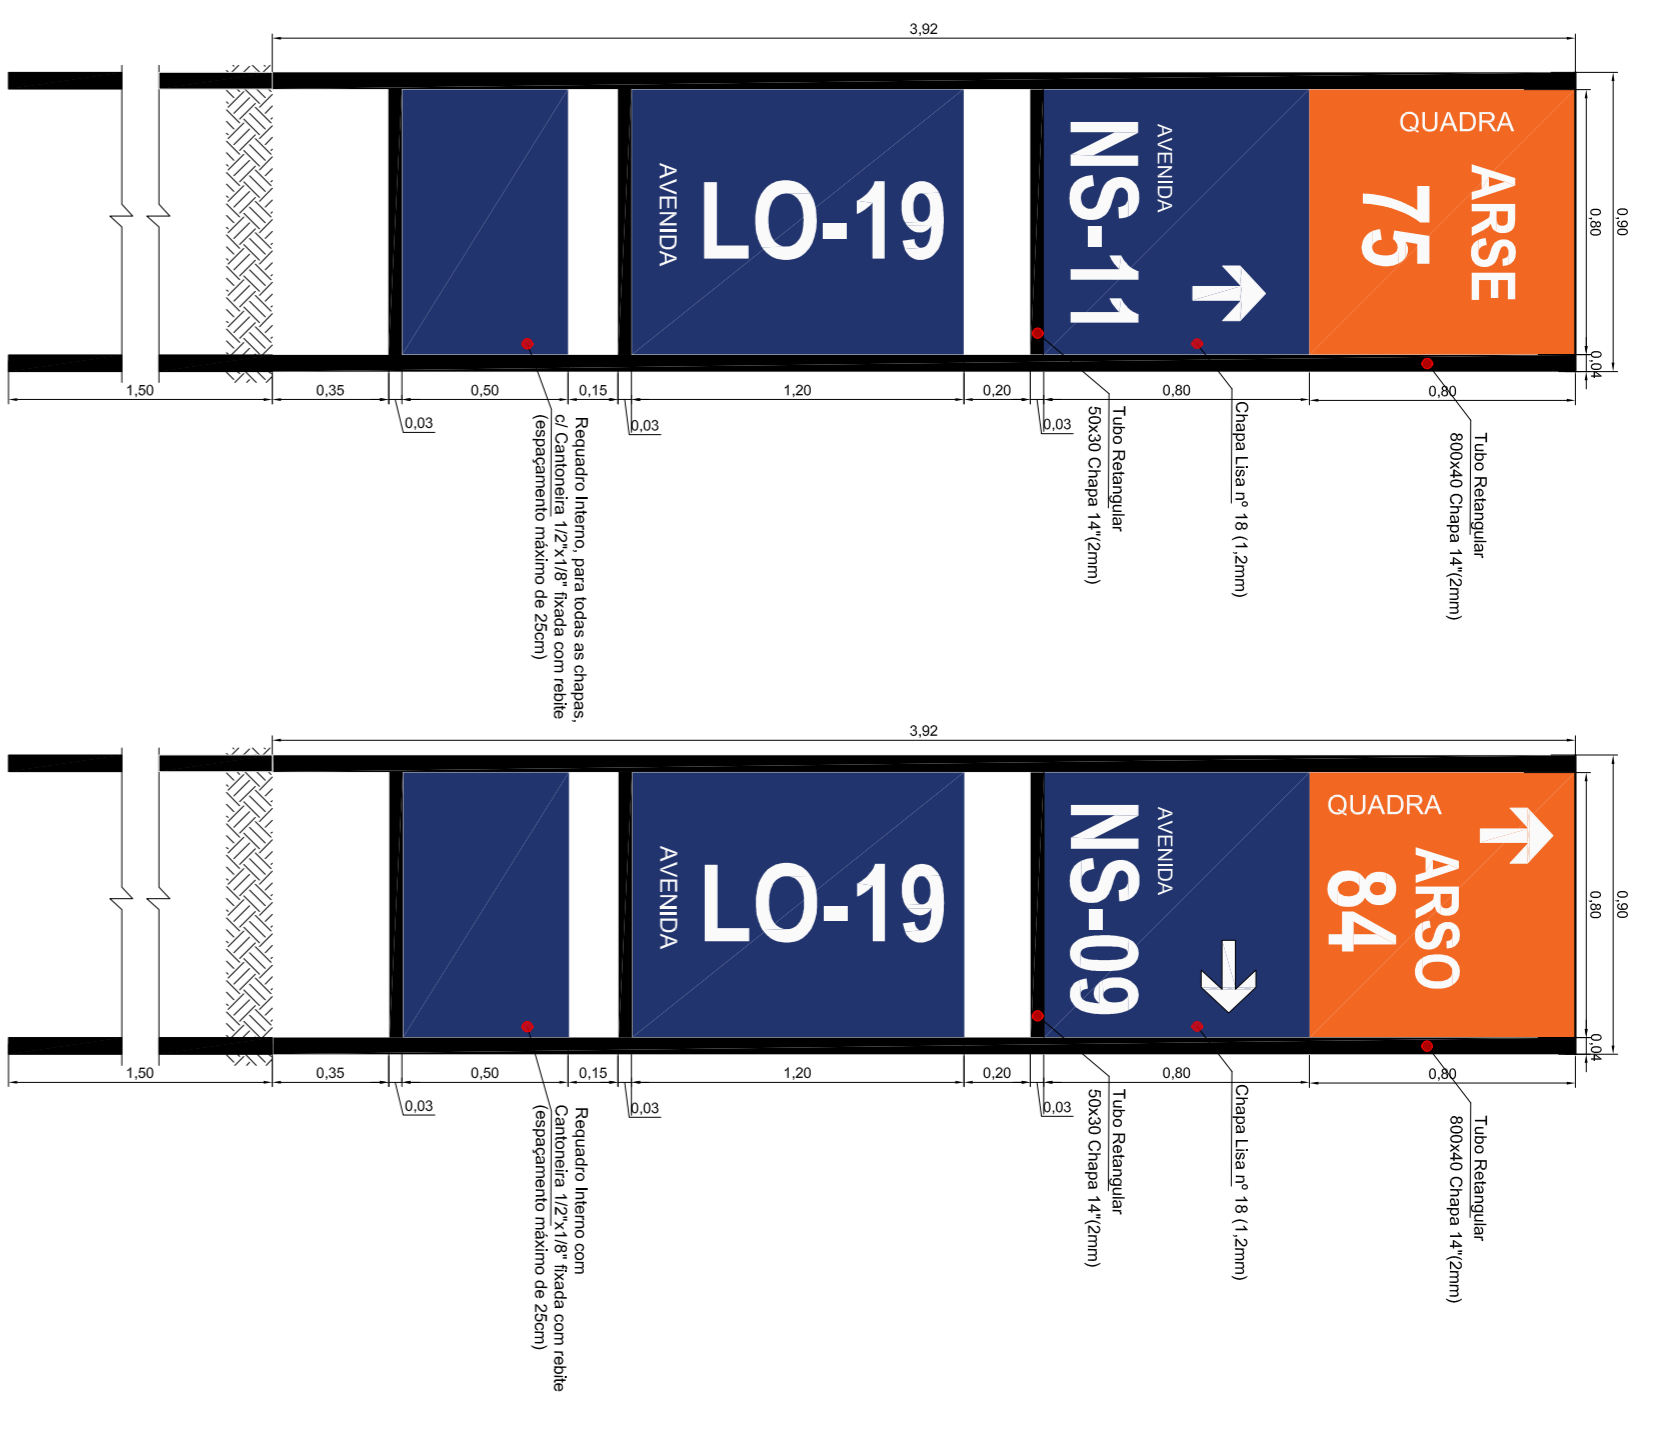 3,92
QUADRA
ARSE
75
AVENIDA
NS-11
AVENIDA
LO-19
0,90
0,80
0,04
1,50
0,35
0,03
0,50
0,15
0,03
1,20
0,20
0,03
0,80
0,80
Requadro Interno, para todas as chapas,
c/ Cantoneira 1/2"x1/8" fixada com rebite
(espaçamento máximo de 25cm)
Tubo Retangular
50x30 Chapa 14"(2mm)
Chapa Lisa nº 18 (1,2mm)
Tubo Retangular
800x40 Chapa 14"(2mm)
3,92
QUADRA
ARSO
84
AVENIDA
NS-09
AVENIDA
LO-19
0,90
0,80
0,04
1,50
0,35
0,03
0,50
0,15
0,03
1,20
0,20
0,03
0,80
0,80
Requadro Interno com
Cantoneira 1/2"x1/8" fixada com rebite
(espaçamento máximo de 25cm)
Tubo Retangular
50x30 Chapa 14"(2mm)
Chapa Lisa nº 18 (1,2mm)
Tubo Retangular
800x40 Chapa 14"(2mm)